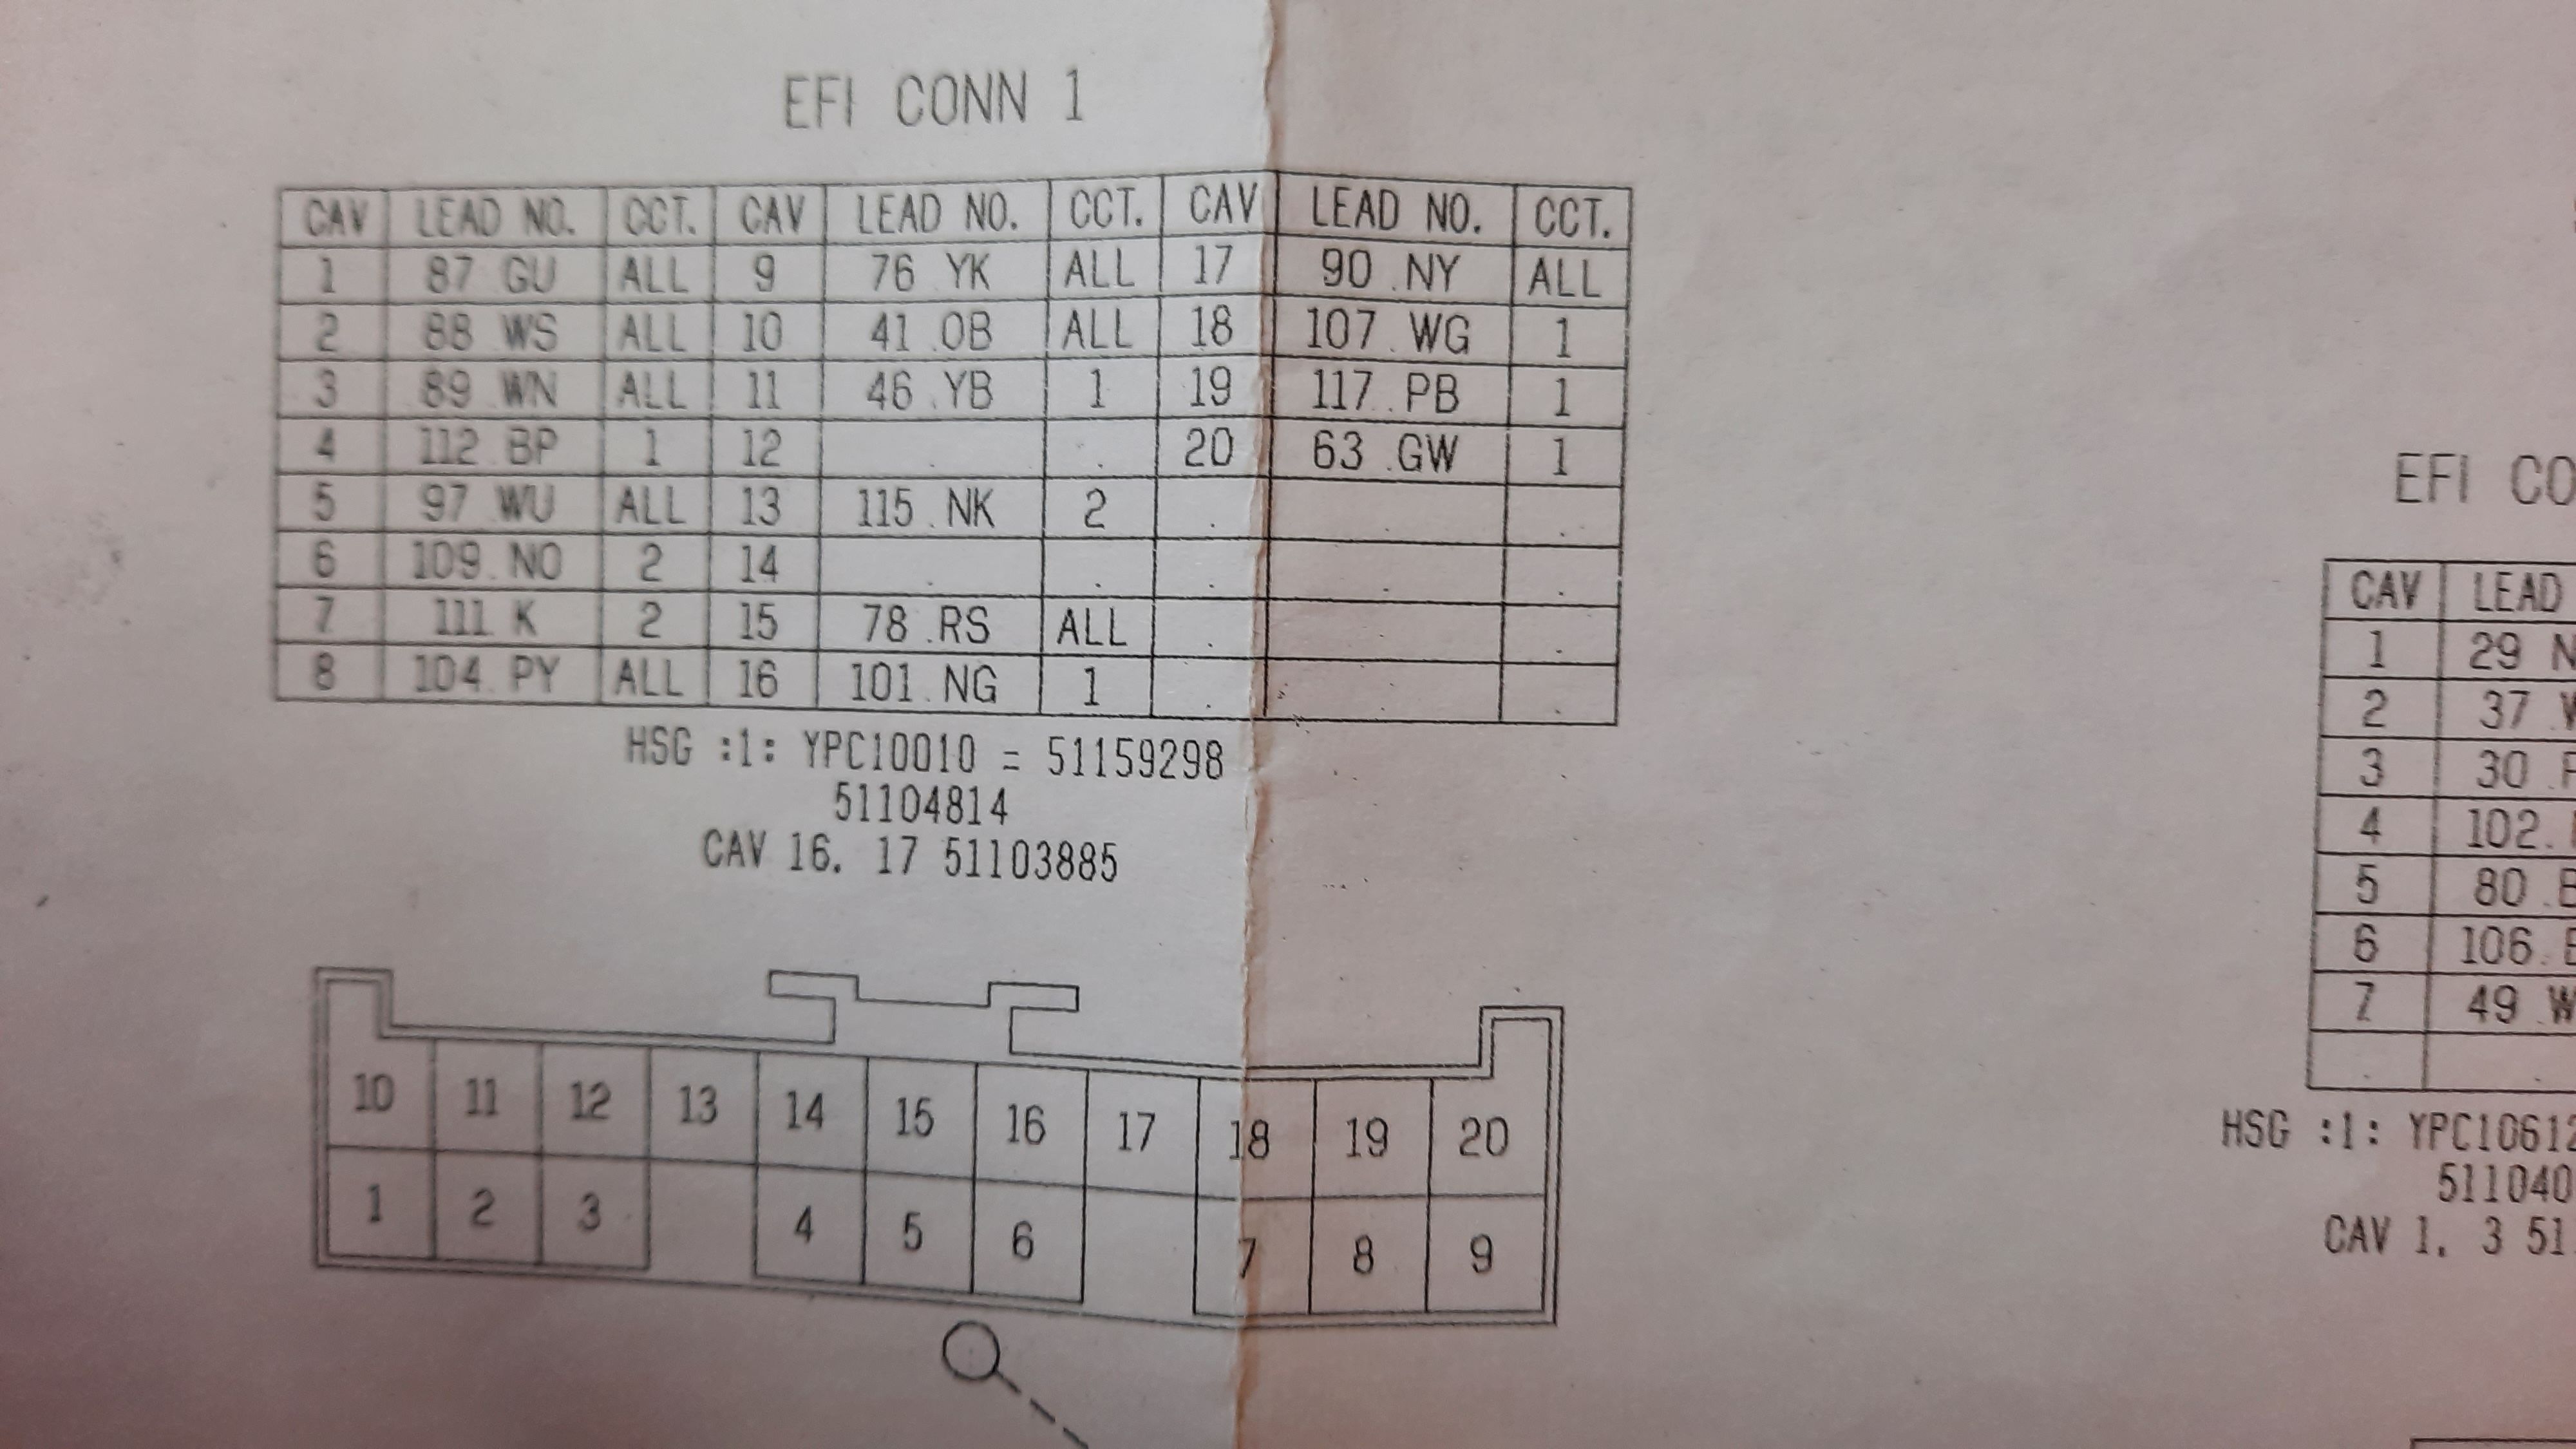 EFI CONN 1
CAV LEAD NO. CCT. CAV LEAD NO. CCT. CAV LEAD NO. CCT.
1 87 GU ALL 9 76 YK ALL 17 90 .NY ALL
2 88 WS ALL 10 41 .OB ALL 18 107. WG 1
3 89 WN ALL 11 46 .YB 1 19 117. .PB 1
4 112 BP 1 12 . . 20 63 .GW 1
5 97 WU ALL 13 115 . NK 2 . . .
6 109. NO 2 14 . . . . .
7 111 K 2 15 78 .RS ALL . . .
8 104. PY ALL 16 101. NG 1 . .
HSG :1: YPC10010 = 51159298
51104814
CAV 16. 17 51103885
10 11 12 13 14 15 16 17 18 19 20
1 2 3 4 5 6 7 8 9
EFI CO
CAV LEAD
1 29 N
2 37
3 30 .
4 102.
5 80 .
6 106.
7 49 .W
HSG :1: YPC10612
511040
CAV 1. 3 51